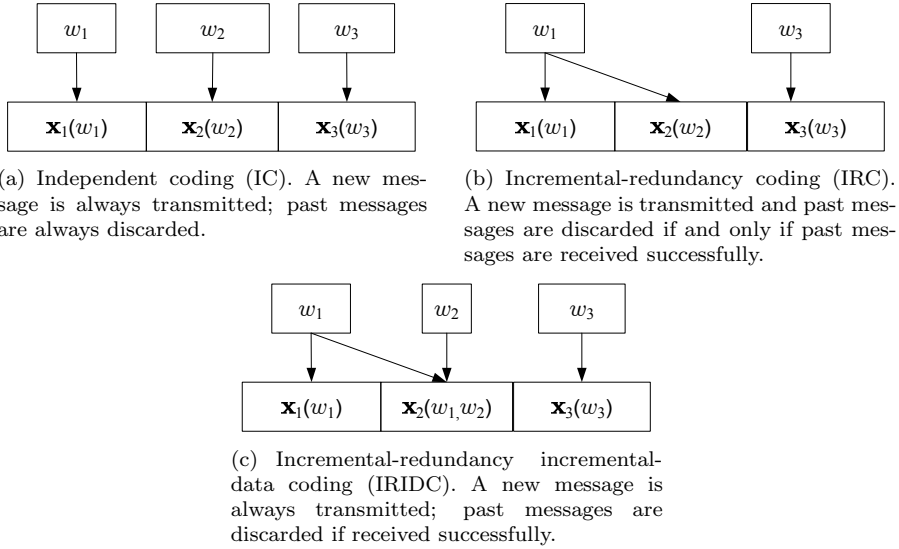 w1 w2 w3
x1(w1) x2(w2) x3(w3)
(a) Independent coding (IC). A new mes-
sage is always transmitted; past messages
are always discarded.
w1 w3
x1(w1) x2(w2) x3(w3)
(b) Incremental-redundancy coding (IRC).
A new message is transmitted and past mes-
sages are discarded if and only if past mes-
sages are received successfully.
w1 w2 w3
x1(w1) x2(w1,w2) x3(w3)
(c) Incremental-redundancy incremental-
data coding (IRIDC). A new message is
always transmitted; past messages are
discarded if received successfully.